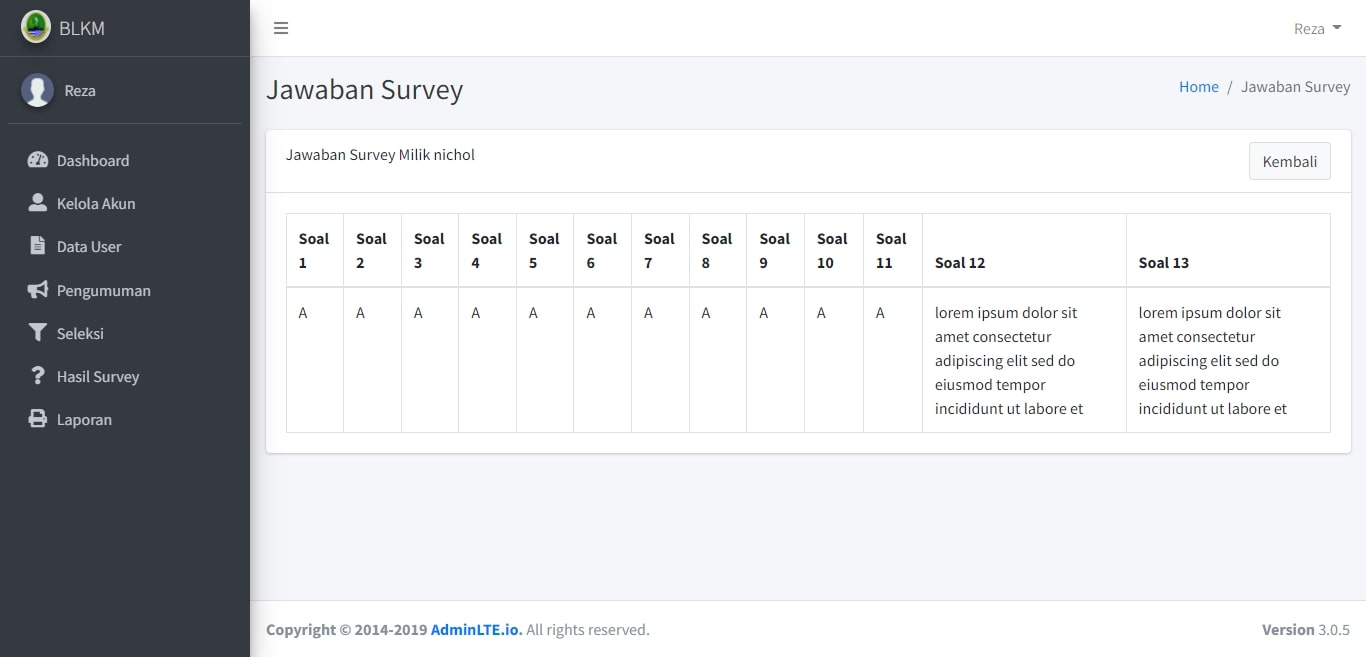 BLKM
Reza
Reza
Dashboard
Kelola Akun
Data User
Pengumuman
Seleksi
Hasil Survey
Laporan
Jawaban Survey
Home / Jawaban Survey
Jawaban Survey Milik nichol
Kembali
Soal 1 Soal 2 Soal 3 Soal 4 Soal 5 Soal 6 Soal 7 Soal 8 Soal 9 Soal 10 Soal 11 Soal 12 Soal 13
A A A A A A A A A A A
lorem ipsum dolor sit
amet consectetur
adipiscing elit sed do
eiusmod tempor
incididunt ut labore et
lorem ipsum dolor sit
amet consectetur
adipiscing elit sed do
eiusmod tempor
incididunt ut labore et
Copyright © 2014-2019 AdminLTE.io. All rights reserved.
Version 3.0.5